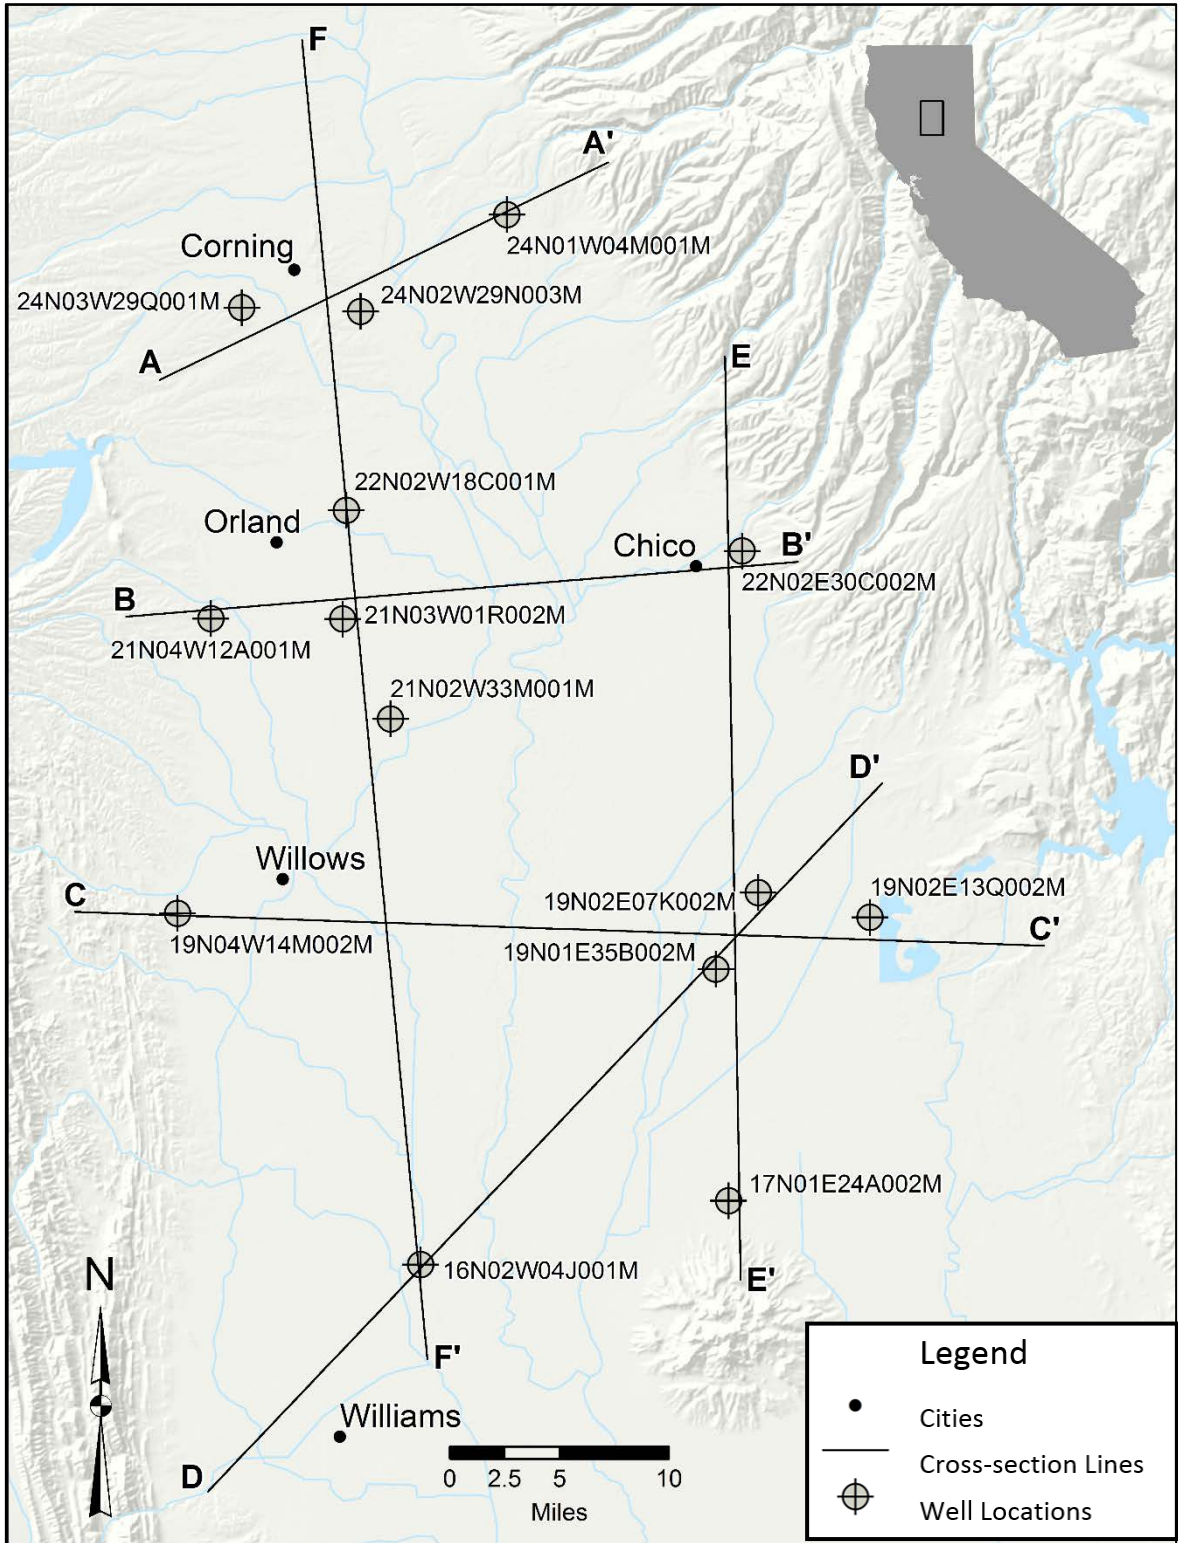 F
A'
24N01W04M001M
Corning
24N03W29Q001M
24N02W29N003M
A
E
22N02W18C001M
Orland
Chico
B'
22N02E30C002M
B
21N03W01R002M
21N04W12A001M
21N02W33M001M
D'
Willows
C
19N02E07K002M
19N02E13Q002M
19N04W14M002M
19N01E35B002M
C'
17N01E24A002M
N
16N02W04J001M
E'
F'
Williams
D
0 2.5 5 10
Miles
Legend
Cities
Cross-section Lines
Well Locations